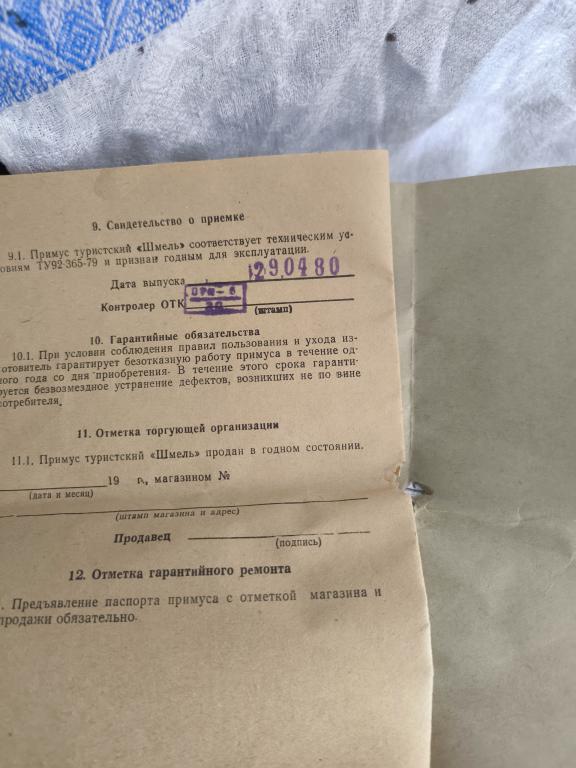 9. Свидетельство о приемке
9.1. Примус туристский «Шмель» соответствует техническим ус-
овиям ТУ92-365-79 и признан годным для эксплуатации.
Дата выпуска 290480
Контролер ОТК
(штамп)
10. Гарантийные обязательства
10.1. При условии соблюдения правил пользования и ухода из-
отовитель гарантирует безотказную работу примуса в течение од-
ного года со дня приобретения. В течение этого срока гаранти-
руется безвозмездное устранение дефектов, возникших не по вине
отребителя.
11. Отметка торгующей организации
11.1. Примус туристский «Шмель» продан в годном состоянии.
19 г., магазином №
(дата и месяц)
(штамп магазина и адрес)
Продавец
(подпись)
12. Отметка гарантийного ремонта
. Предъявление паспорта примуса с отметкой магазина и
продажи обязательно.